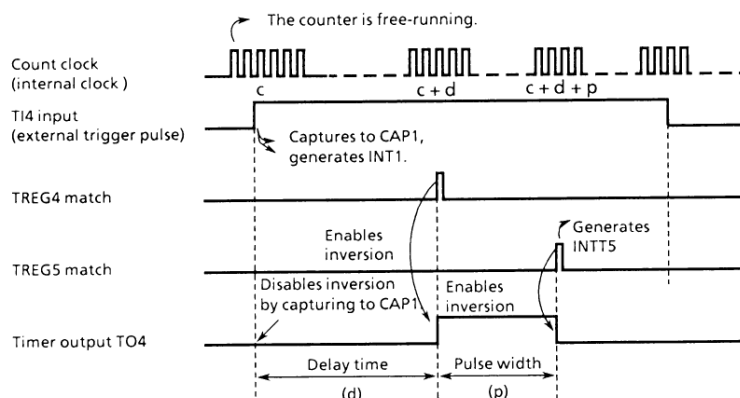 The counter is free-running.
Count clock
(internal clock )
c
c + d
c + d + p
TI4 input
(external trigger pulse)
Captures to CAP1,
generates INT1.
TREG4 match
Enables
inversion
Generates
INTT5
TREG5 match
Disables inversion
by capturing to CAP1
Enables
inversion
Timer output TO4
Delay time
(d)
Pulse width
(p)